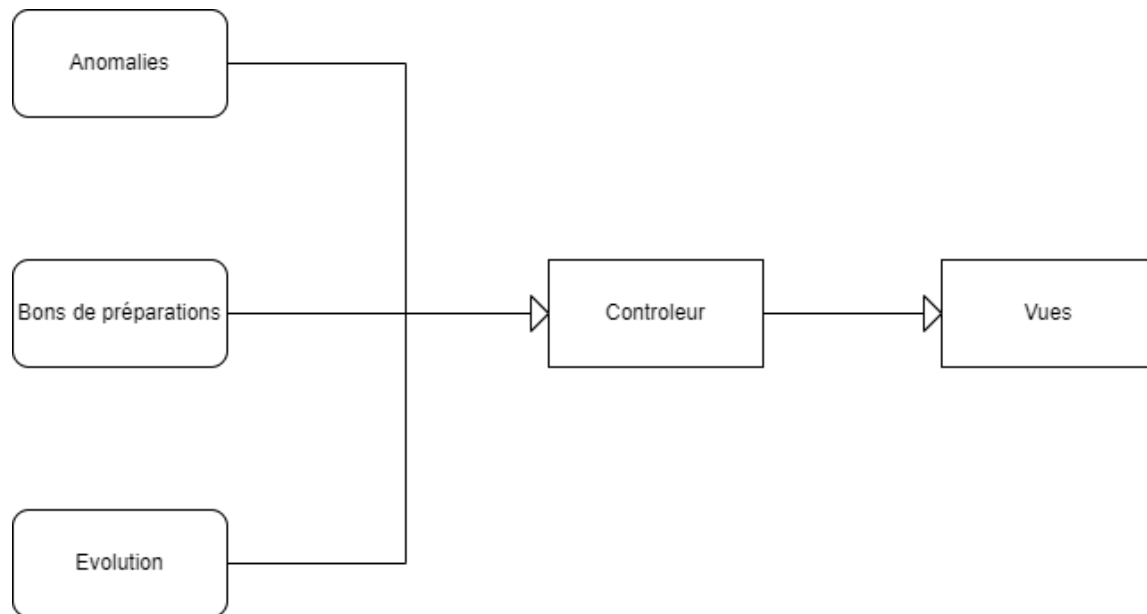 Anomalies
Bons de préparations
Controleur
Vues
Evolution